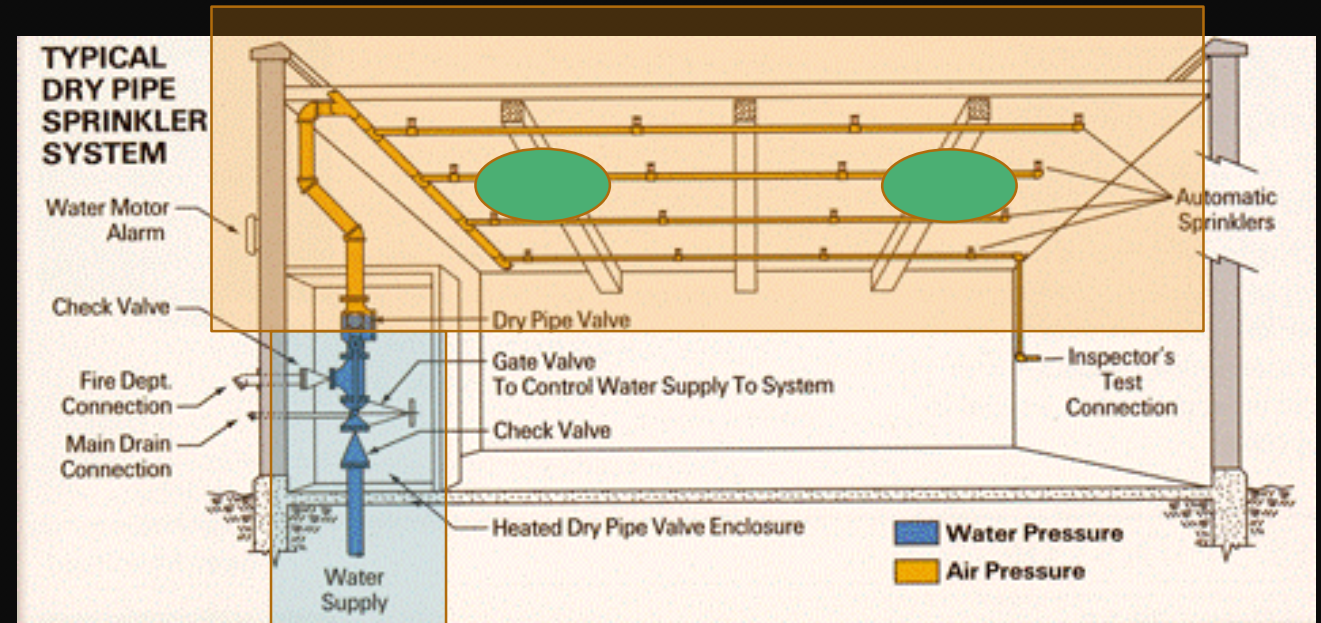 TYPICAL
DRY PIPE
SPRINKLER
SYSTEM
Water Motor
Alarm
Check Valve
Fire Dept.
Connection
Main Drain
Connection
Automatic
Sprinklers
Dry Pipe Valve
Gate Valve
To Control Water Supply To System
Check Valve
Inspector's
Test
Connection
Heated Dry Pipe Valve Enclosure
Water Pressure
Air Pressure
Water
Supply